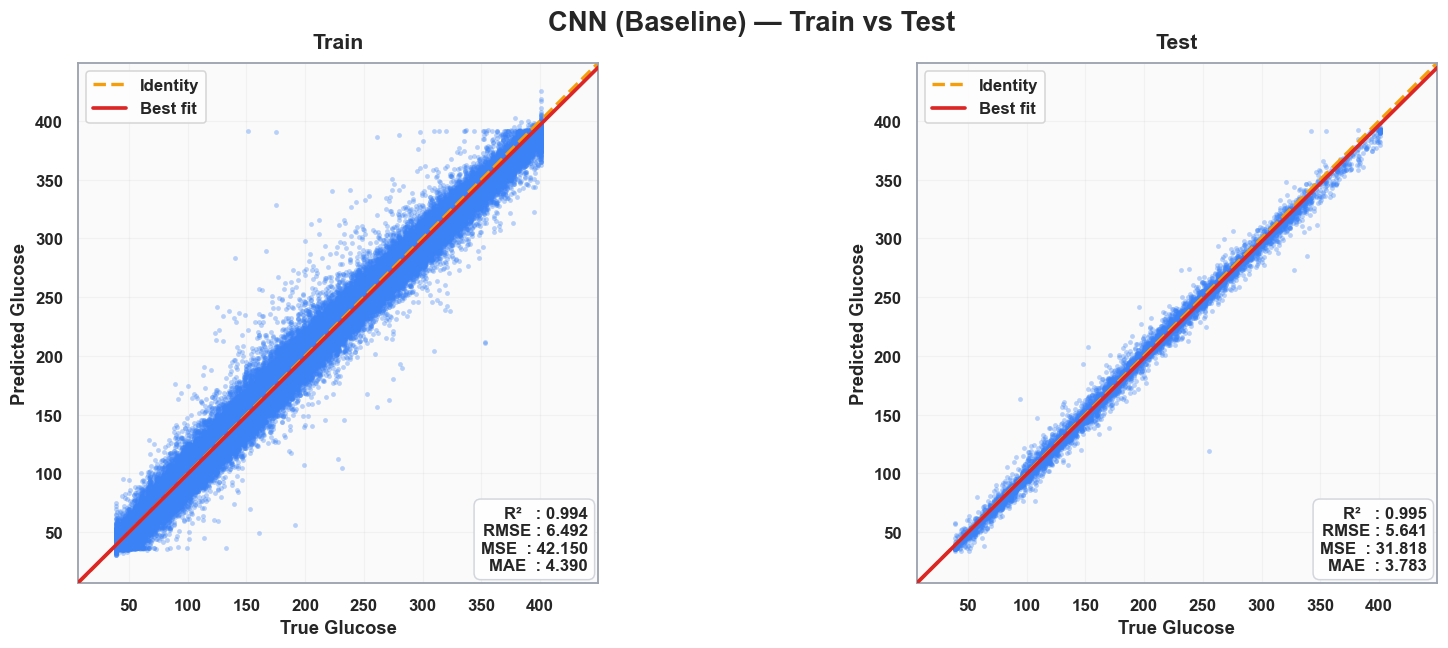 CNN (Baseline) — Train vs Test
Train
Identity
Best fit
Predicted Glucose
400
350
300
250
200
150
100
50
R² : 0.994
RMSE : 6.492
MSE : 42.150
MAE : 4.390
50 100 150 200 250 300 350 400
True Glucose
Test
Identity
Best fit
Predicted Glucose
400
350
300
250
200
150
100
50
R² : 0.995
RMSE : 5.641
MSE : 31.818
MAE : 3.783
50 100 150 200 250 300 350 400
True Glucose